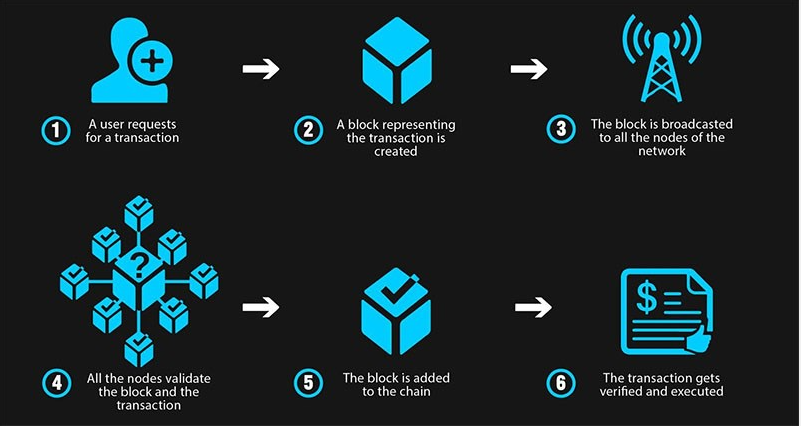 1
A user requests
for a transaction
2
A block representing
the transaction is
created
3
The block is broadcasted
to all the nodes of the
network
?
4
All the nodes validate
the block and the
transaction
5
The block is added
to the chain
$
6
The transaction gets
verified and executed